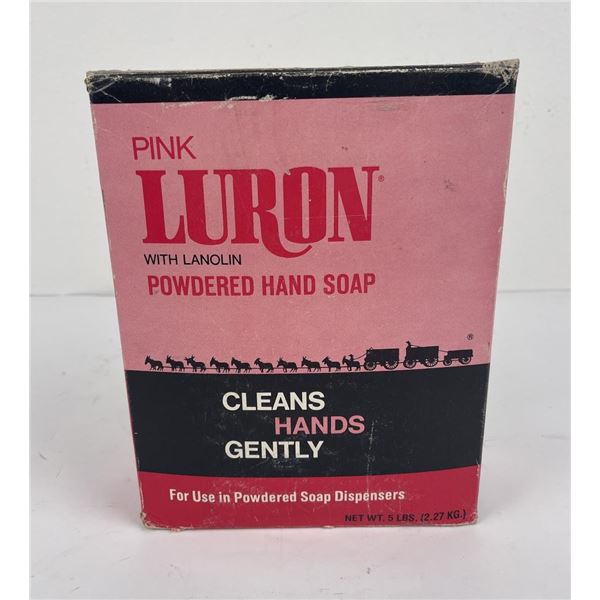 PINK
LURON®
WITH LANOLIN
POWDERED HAND SOAP
®
CLEANS
HANDS
GENTLY
For Use in Powdered Soap Dispensers
NET WT. 5 LBS. (2.27 KG.)